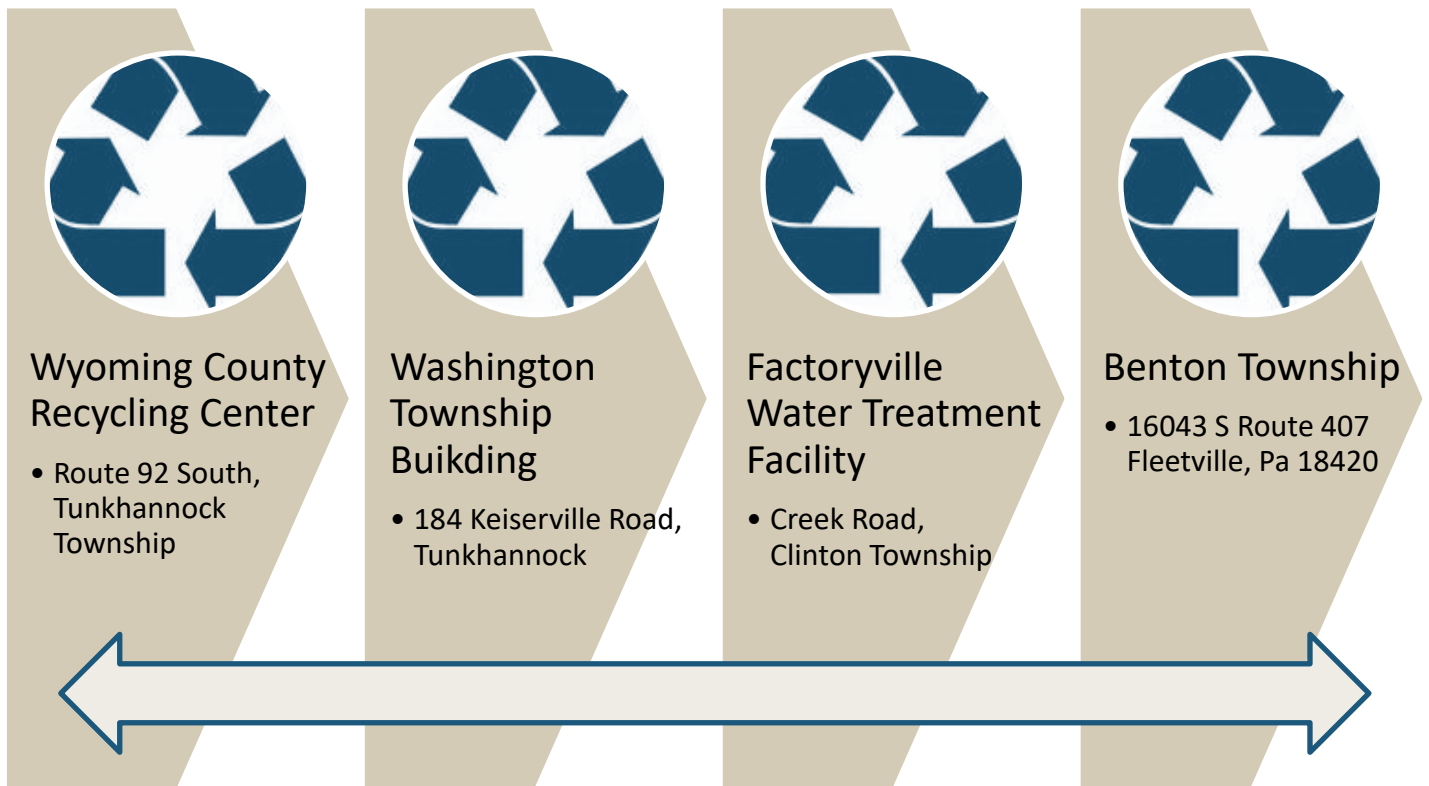 Wyoming County
Recycling Center
• Route 92 South,
Tunkhannock
Township
Washington
Township
Buikding
• 184 Keiserville Road,
Tunkhannock
Factoryville
Water Treatment
Facility
• Creek Road,
Clinton Township
Benton Township
• 16043 S Route 407
Fleetville, Pa 18420